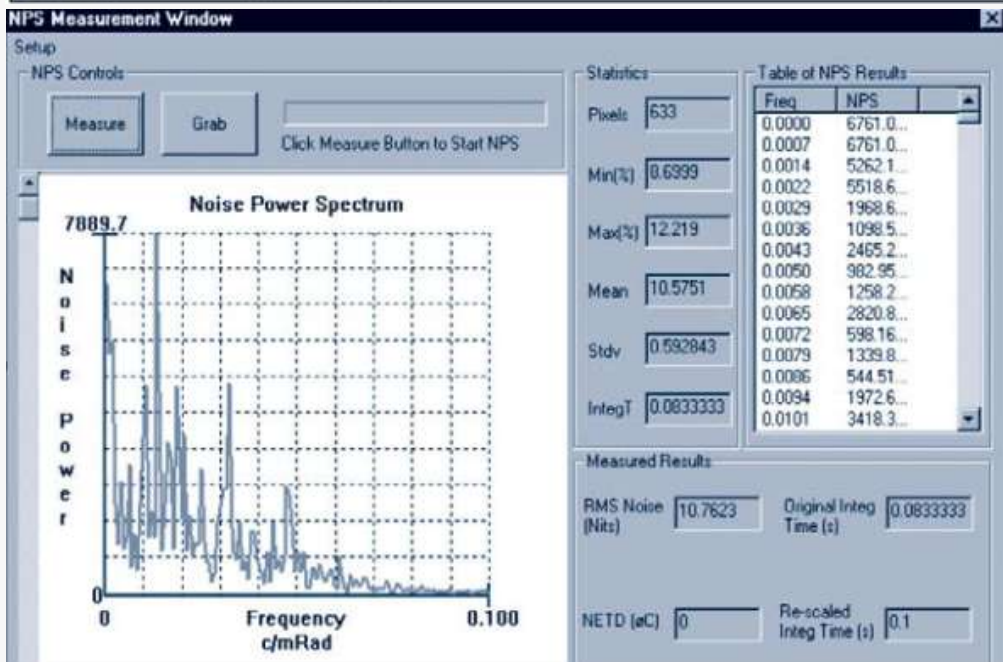 NPS Measurement Window
Setup
NPS Controls
Measure
Grab
Click Measure Button to Start NPS
Noise Power Spectrum
7889.7
Noise Power
0
0
Frequency
c/mRad
0.100
Statistics
Pixels 633
Min(%) 8.6999
Max(%) 12.219
Mean 10.5751
Stdv 0.592843
IntegT 0.0833333
Table of NPS Results
Freq NPS
0.0000 6761.0...
0.0007 6761.0...
0.0014 5262.1...
0.0022 5518.6...
0.0029 1968.6...
0.0036 1098.5...
0.0043 2465.2...
0.0050 982.95...
0.0058 1258.2...
0.0065 2820.8...
0.0072 598.16...
0.0079 1339.8...
0.0086 544.51...
0.0094 1972.6...
0.0101 3418.3...
Measured Results
RMS Noise (Nits) 10.7623
Original Integ Time (s) 0.0833333
NETD (øC) 0
Re-scaled Integ Time (s) 0.1